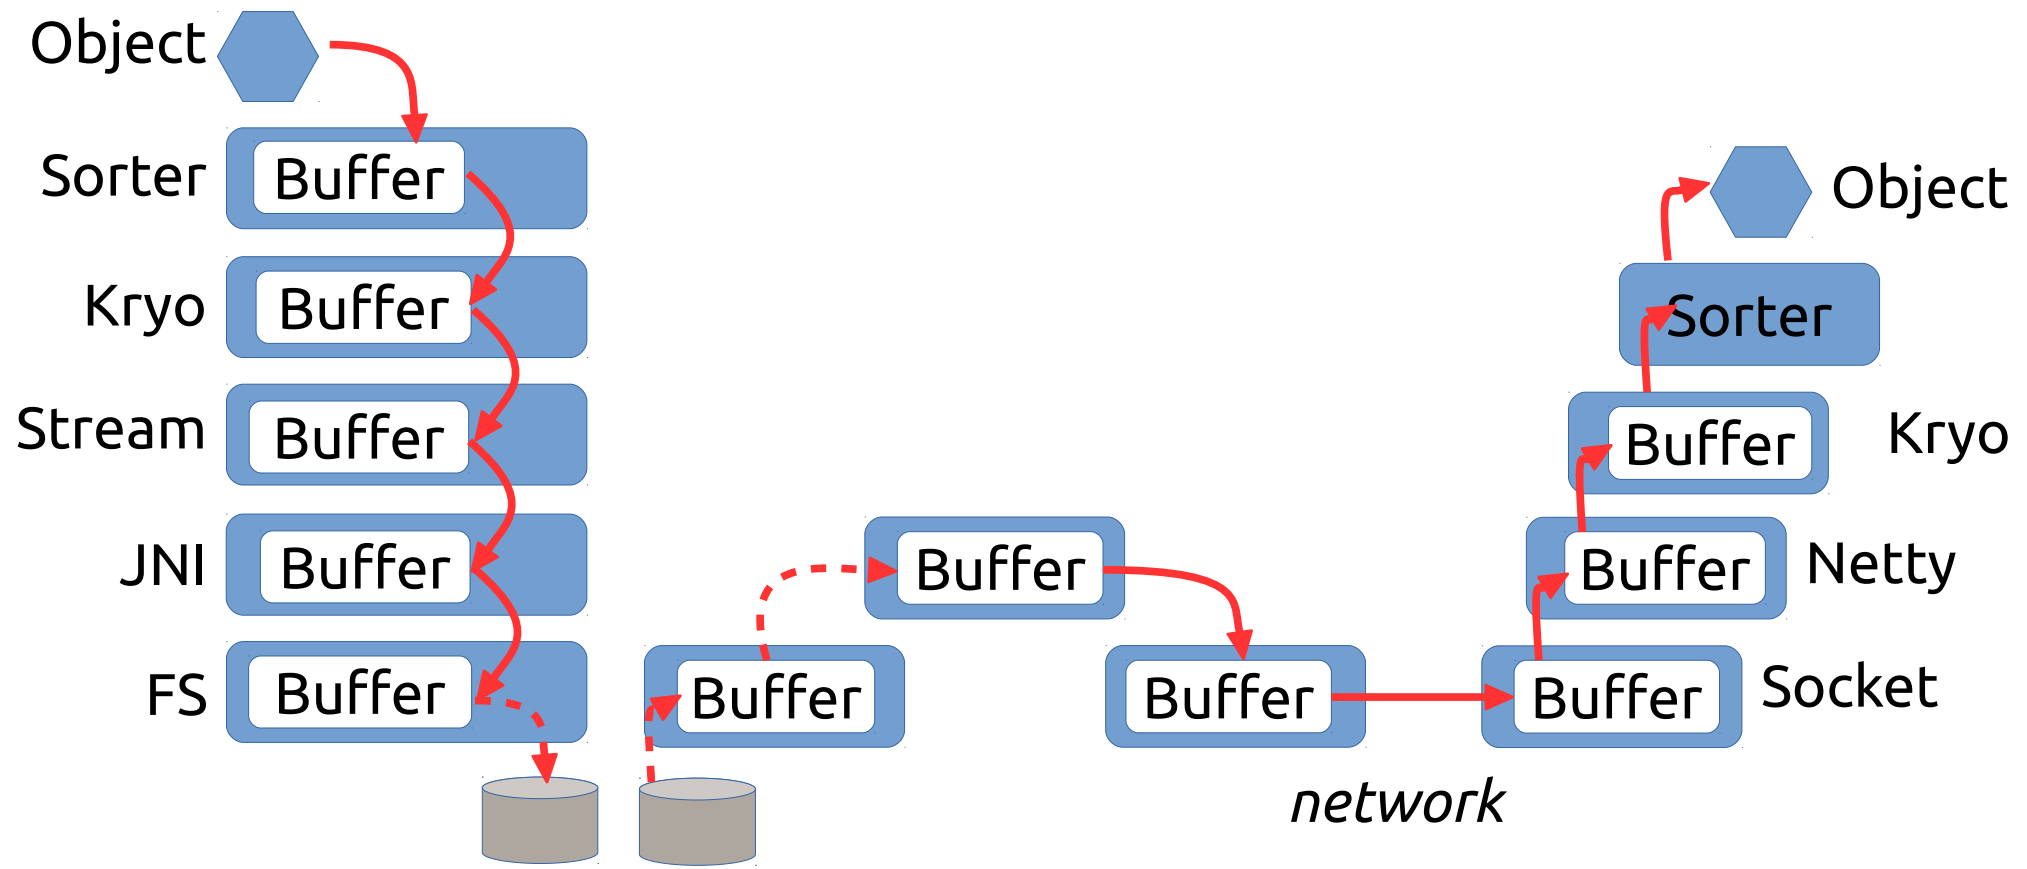 Object
Sorter
Buffer
Kryo
Buffer
Stream
Buffer
JNI
Buffer
FS
Buffer
Buffer
Buffer
Buffer
network
Object
Sorter
Buffer
Kryo
Buffer
Netty
Buffer
Socket